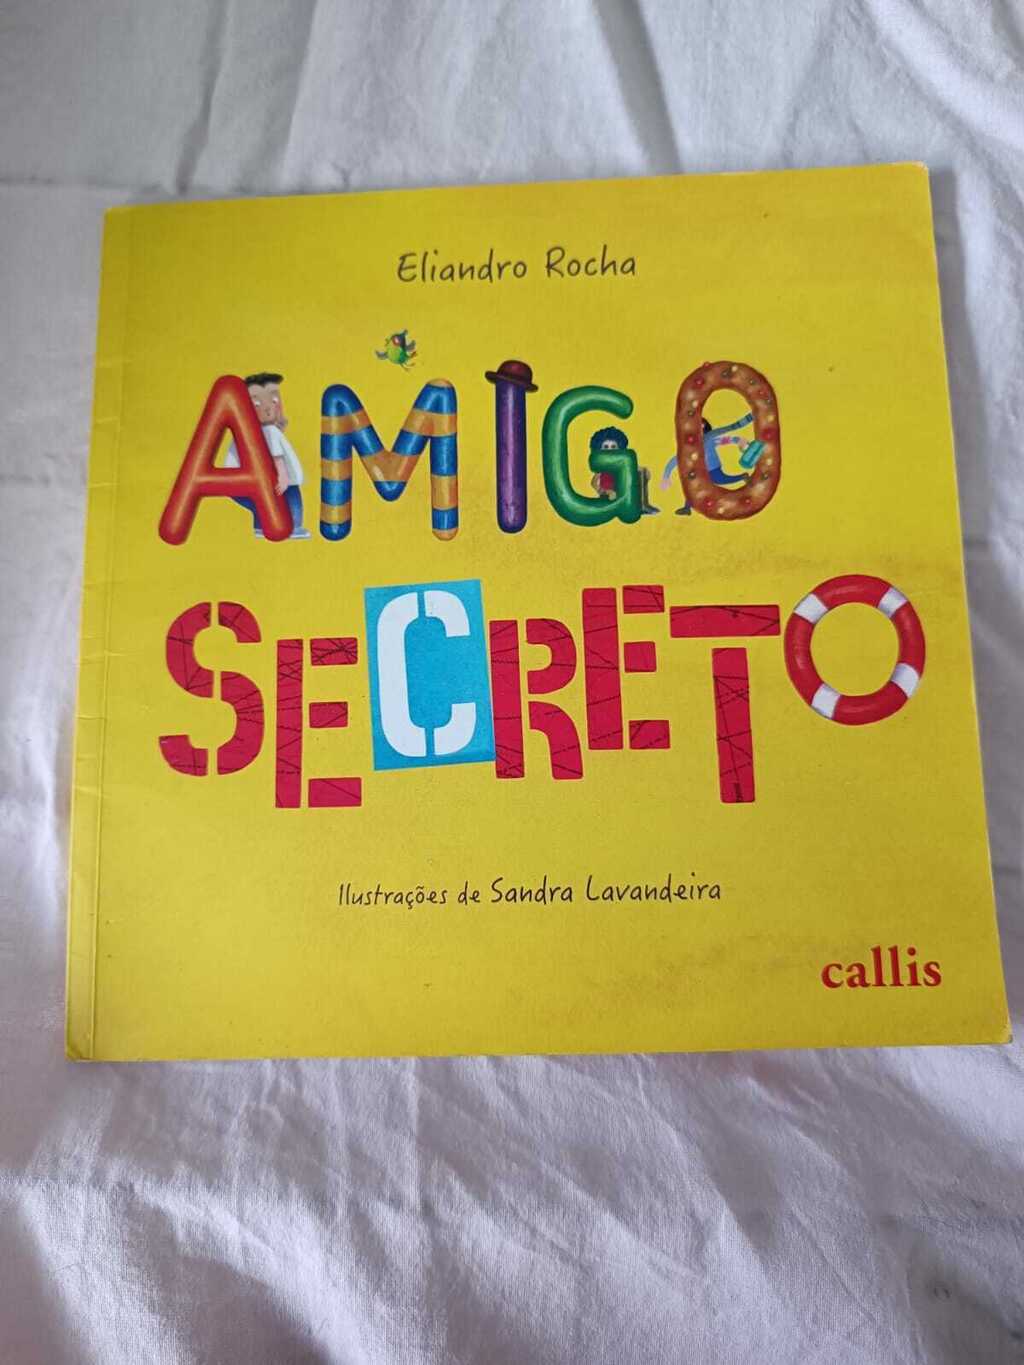 Eliandro Rocha
AMIGO
SECRETO
Ilustrações de Sandra Lavandeira
callis